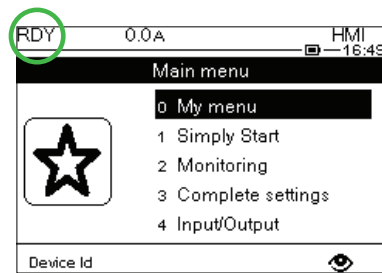 RDY 0.0A HMI
16:49
Main menu
0 My menu
1 Simply Start
2 Monitoring
3 Complete settings
4 Input/Output
Device Id